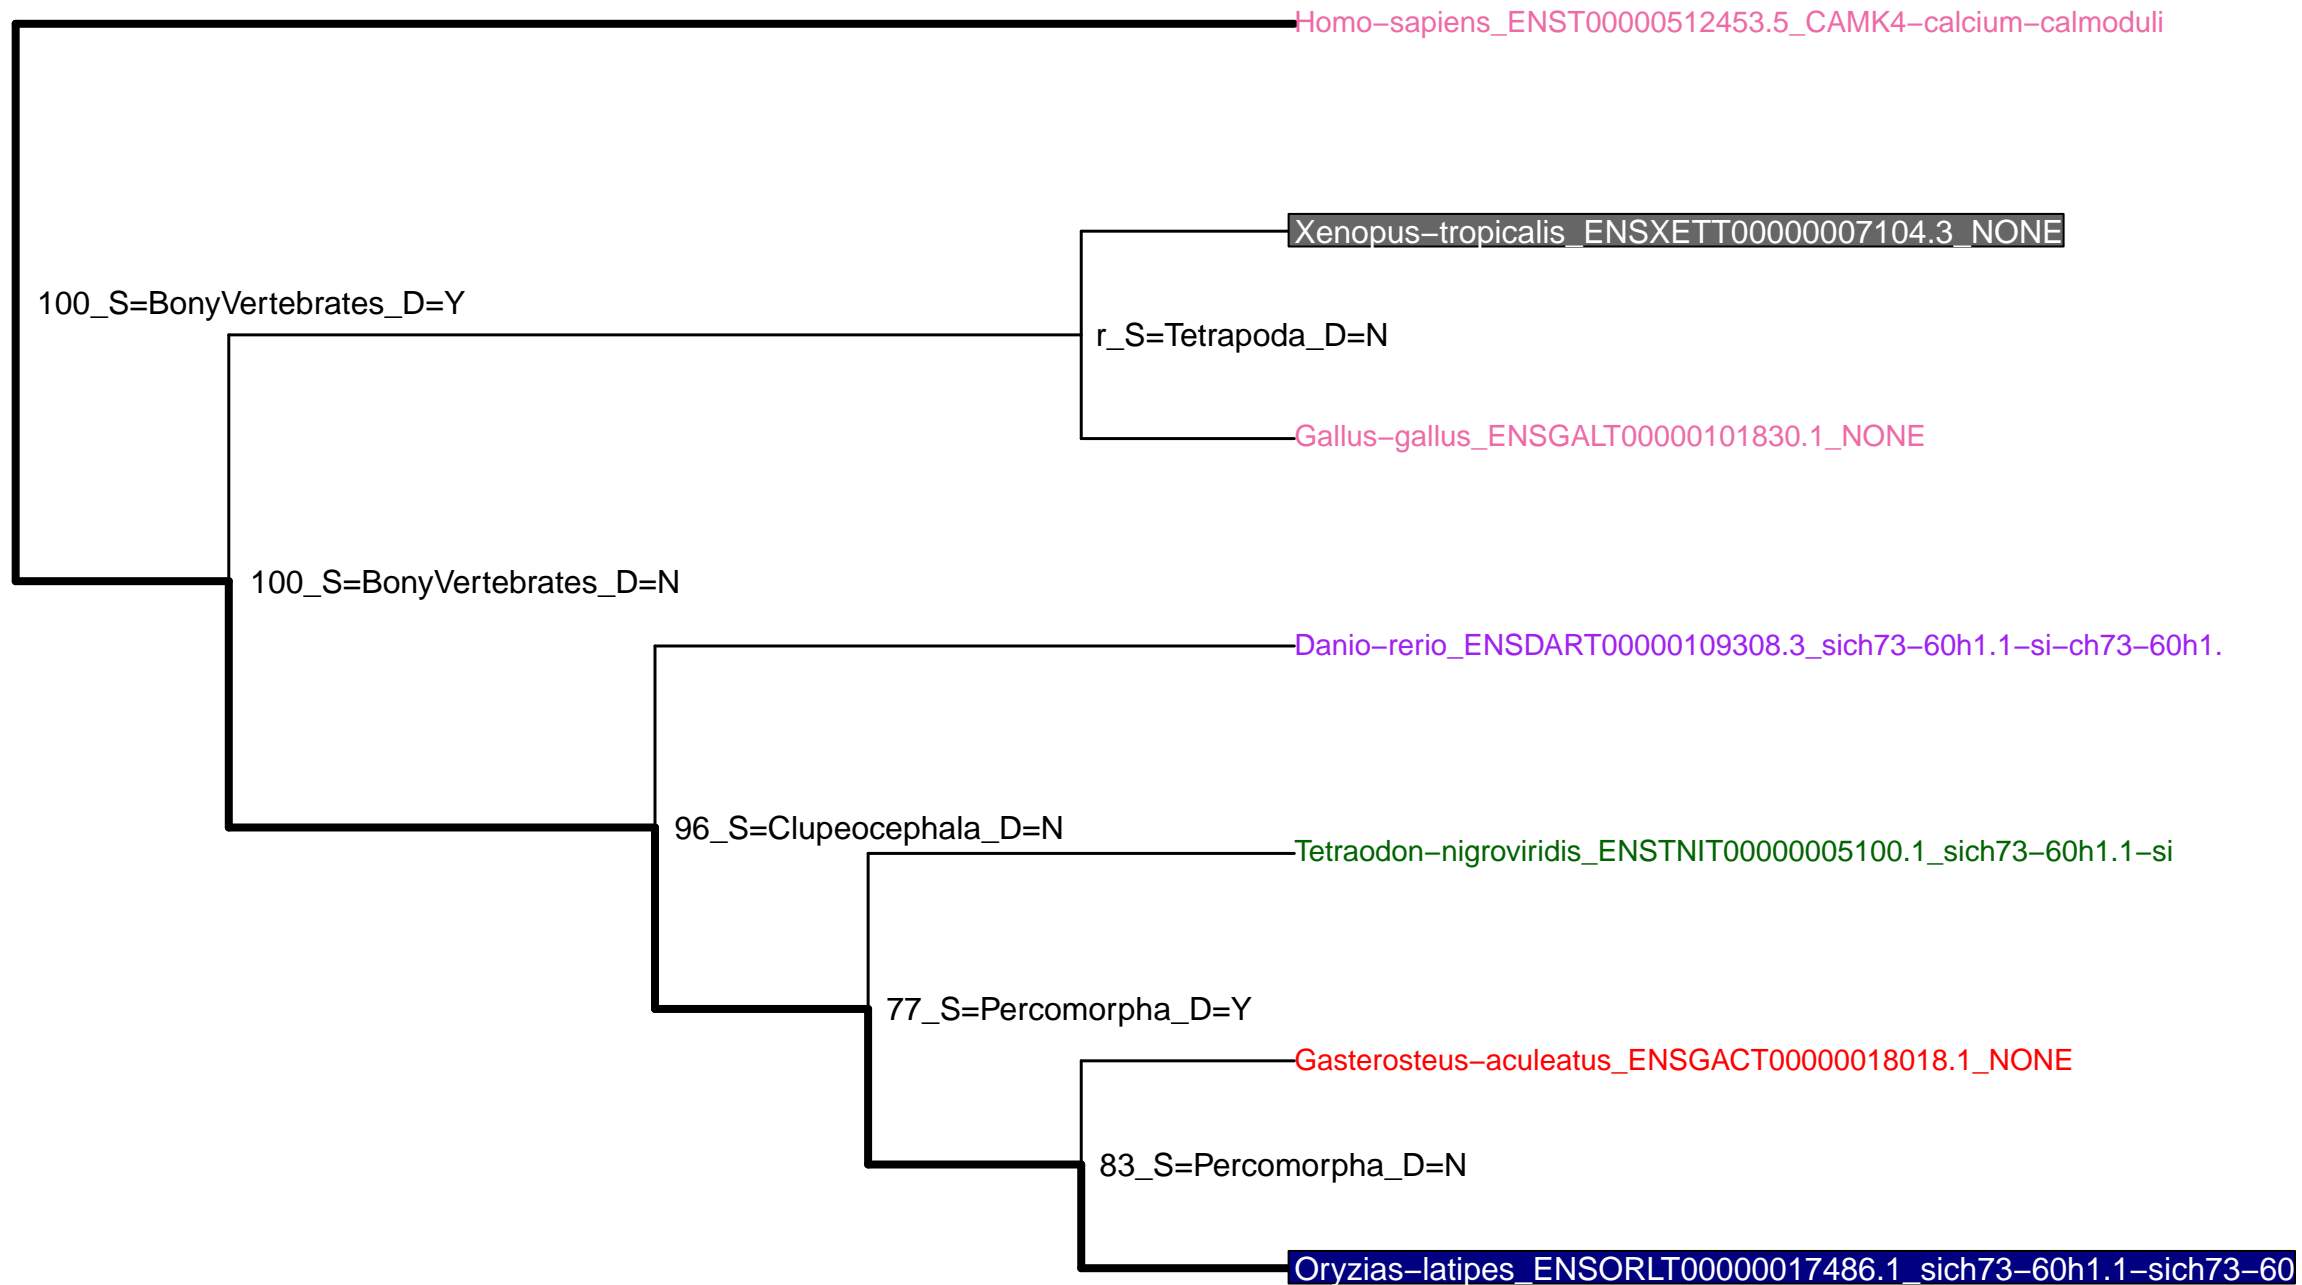 Homo−sapiens_ENST00000512453.5_CAMK4−calcium−calmoduli
Xenopus−tropicalis_ENSXETT00000007104.3_NONE
100_S=BonyVertebrates_D=Y
r_S=Tetrapoda_D=N
Gallus−gallus_ENSGALT00000101830.1_NONE
100_S=BonyVertebrates_D=N
Danio−rerio_ENSDART00000109308.3_sich73−60h1.1−si−ch73−60h1.
96_S=Clupeocephala_D=N
Tetraodon−nigroviridis_ENSTNIT00000005100.1_sich73−60h1.1−si
77_S=Percomorpha_D=Y
Gasterosteus−aculeatus_ENSGACT00000018018.1_NONE
83_S=Percomorpha_D=N
Oryzias−latipes_ENSORLT00000017486.1_sich73−60h1.1−sich73−60